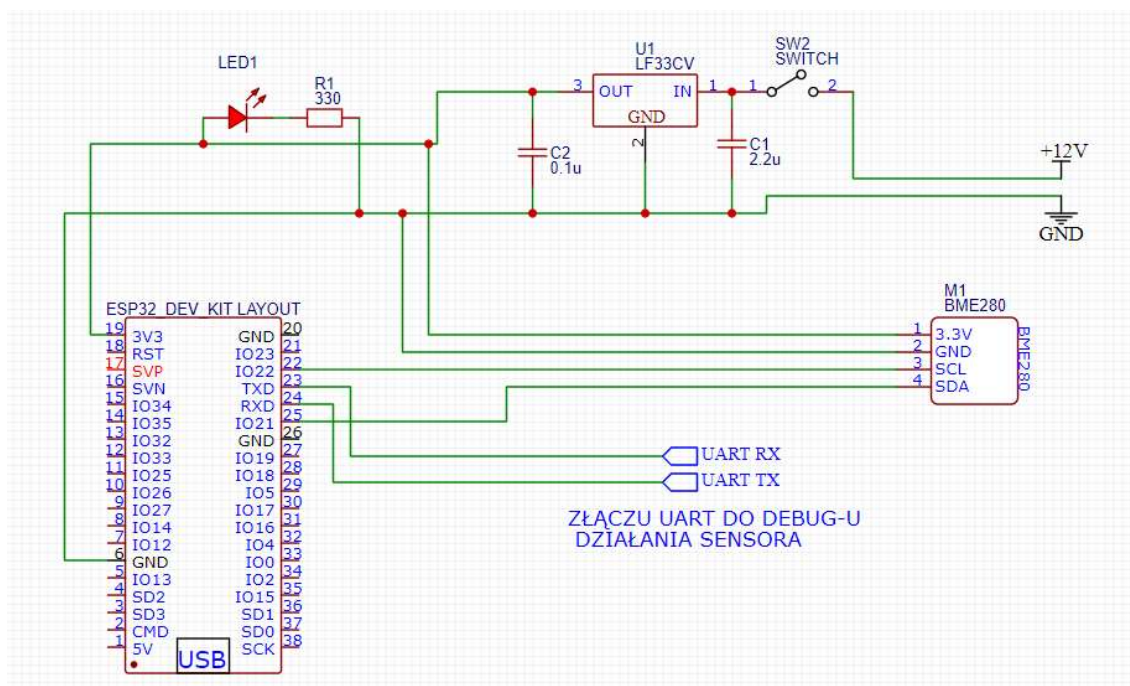 LED1
R1
330
U1
LF33CV
3 OUT IN 1
GND
2
SW2
SWITCH
1 2
C2
0.1u
C1
2.2u
+12V
GND
M1
BME280
1 3.3V
2 GND
3 SCL
4 SDA
BME280
ESP32_DEV_KIT LAYOUT
19 3V3 GND 20
18 RST IO23 21
17 SVP IO22 22
16 SVN TXD 23
15 IO34 RXD 24
14 IO35 IO21 25
13 IO32 GND 26
12 IO33 IO19 27
11 IO25 IO18 28
10 IO26 IO5 29
9 IO27 IO17 30
8 IO14 IO16 31
7 IO12 IO4 32
6 GND IO0 33
5 IO13 IO2 34
4 SD2 IO15 35
3 SD3 SD1 36
2 CMD SD0 37
1 5V SCK 38
USB
UART RX
UART TX
ZŁĄCZU UART DO DEBUG-U
DZIAŁANIA SENSORA